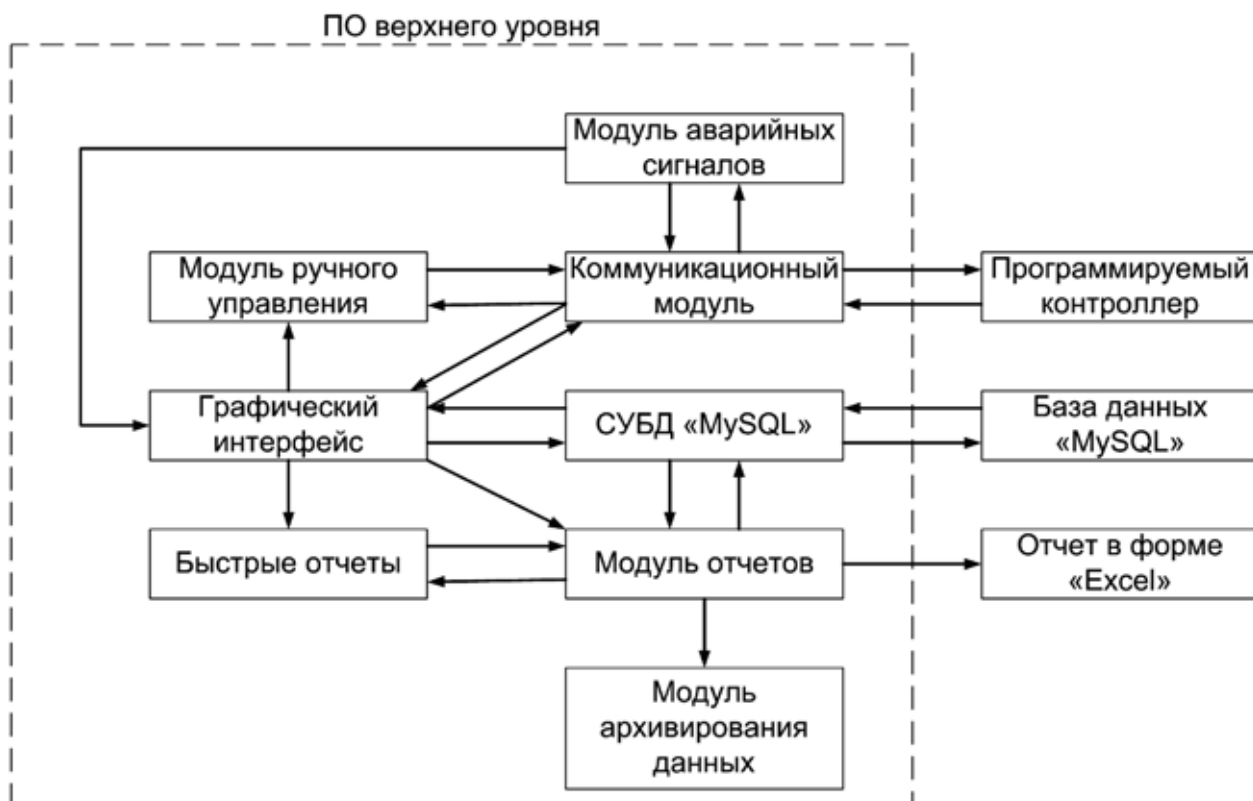 ПО верхнего уровня
Модуль аварийных
сигналов
Модуль ручного
управления
Коммуникационный
модуль
Программируемый
контроллер
Графический
интерфейс
СУБД «MySQL»
База данных
«MySQL»
Быстрые отчеты
Модуль отчетов
Отчет в форме
«Excel»
Модуль
архивирования
данных